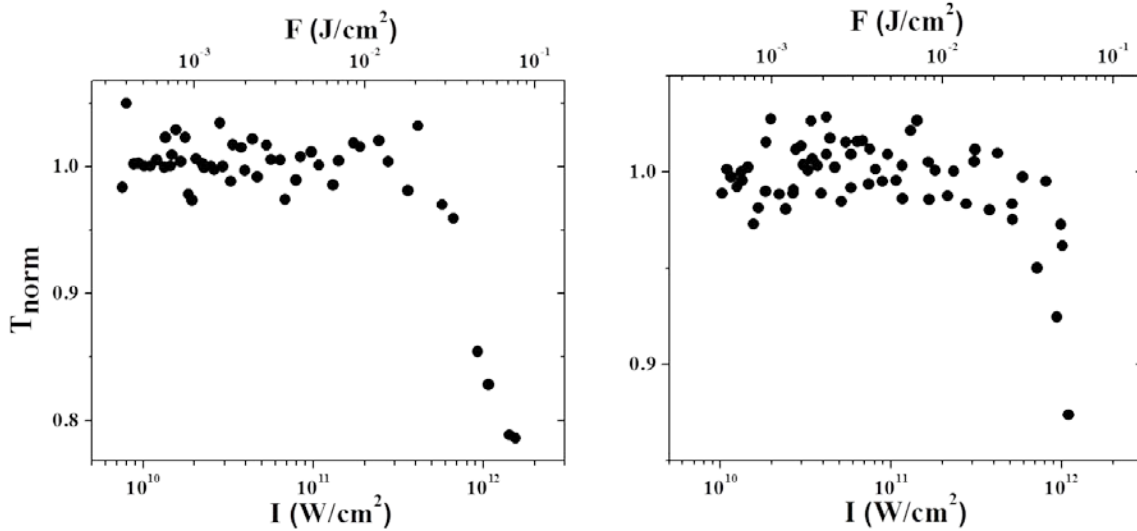 F (J/cm²)
10⁻³ 10⁻² 10⁻¹
T_norm
1.0
0.9
0.8
10¹⁰ 10¹¹ 10¹²
I (W/cm²)
F (J/cm²)
10⁻³ 10⁻² 10⁻¹
1.0
0.9
10¹⁰ 10¹¹ 10¹²
I (W/cm²)